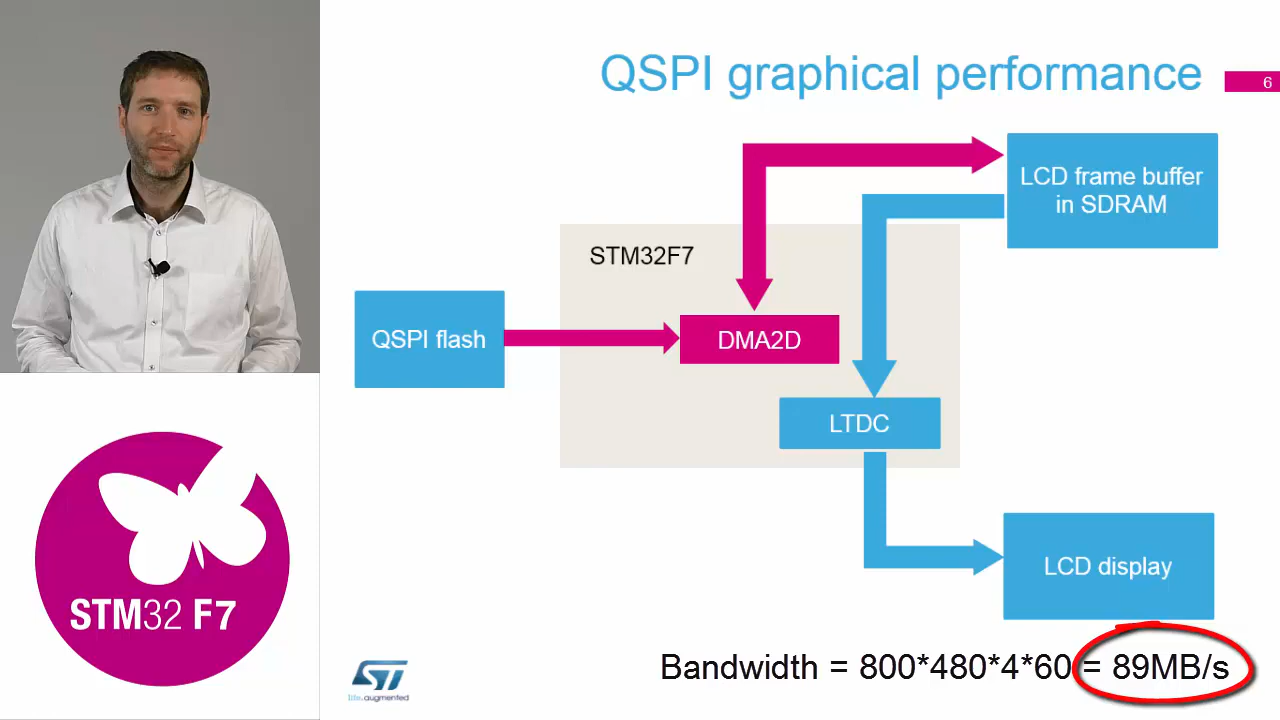 QSPI graphical performance
6
LCD frame buffer
in SDRAM
STM32F7
QSPI flash
DMA2D
LTDC
LCD display
STM32 F7
ST
life.augmented
Bandwidth = 800*480*4*60 = 89MB/s